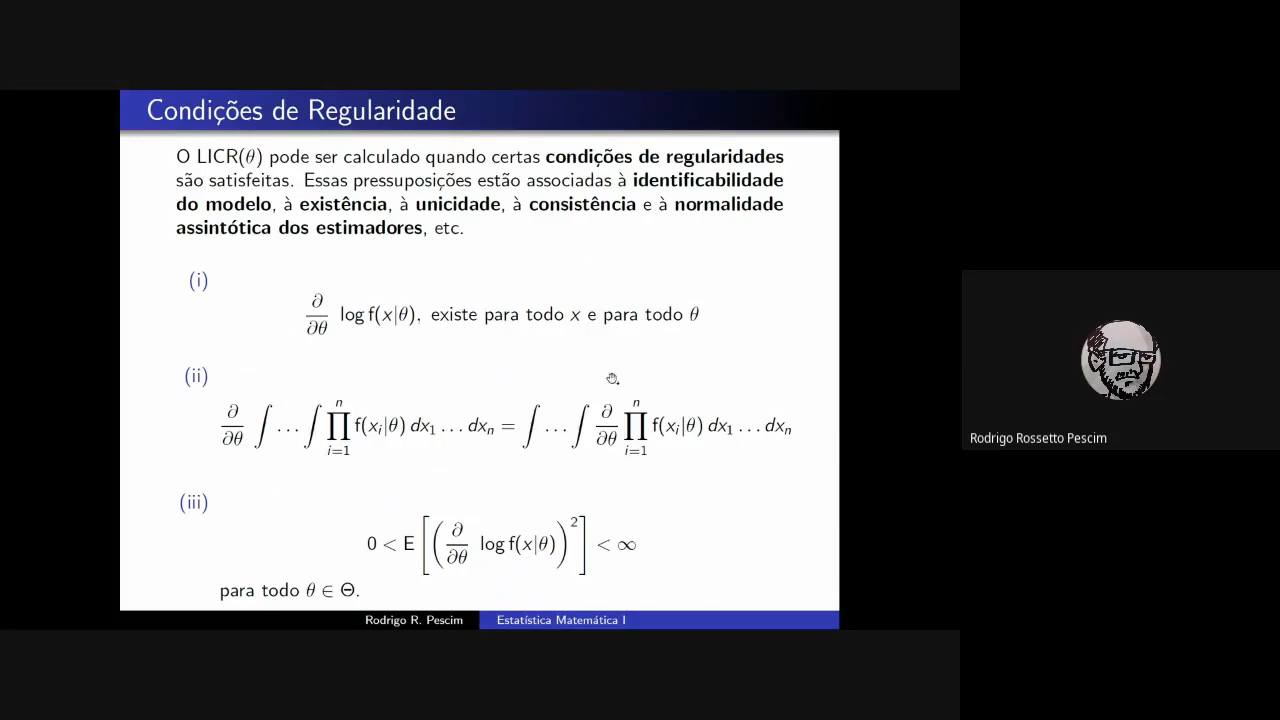 Condições de Regularidade
O LICR(θ) pode ser calculado quando certas condições de regularidades
são satisfeitas. Essas pressuposições estão associadas à identificabilidade
do modelo, à existência, à unicidade, à consistência e à normalidade
assintótica dos estimadores, etc.
(i)
∂/∂θ log f(x|θ), existe para todo x e para todo θ
(ii)
∂/∂θ ∫ … ∫ ∏_{i=1}^{n} f(x_i|θ) dx_1 … dx_n = ∫ … ∫ ∂/∂θ ∏_{i=1}^{n} f(x_i|θ) dx_1 … dx_n
(iii)
0 < E[(∂/∂θ log f(x|θ))^2] < ∞
para todo θ ∈ Θ.
Rodrigo R. Pescim Estatística Matemática I
Rodrigo Rossetto Pescim